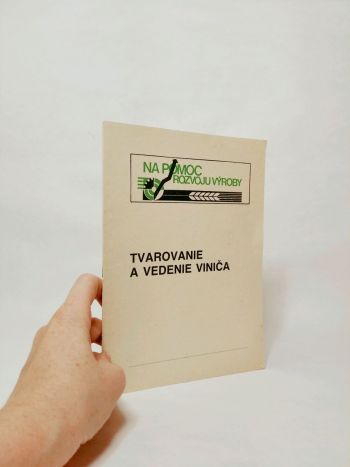 NA POMOC
ROZVOJU VÝROBY
TVAROVANIE
A VEDENIE VINIČA